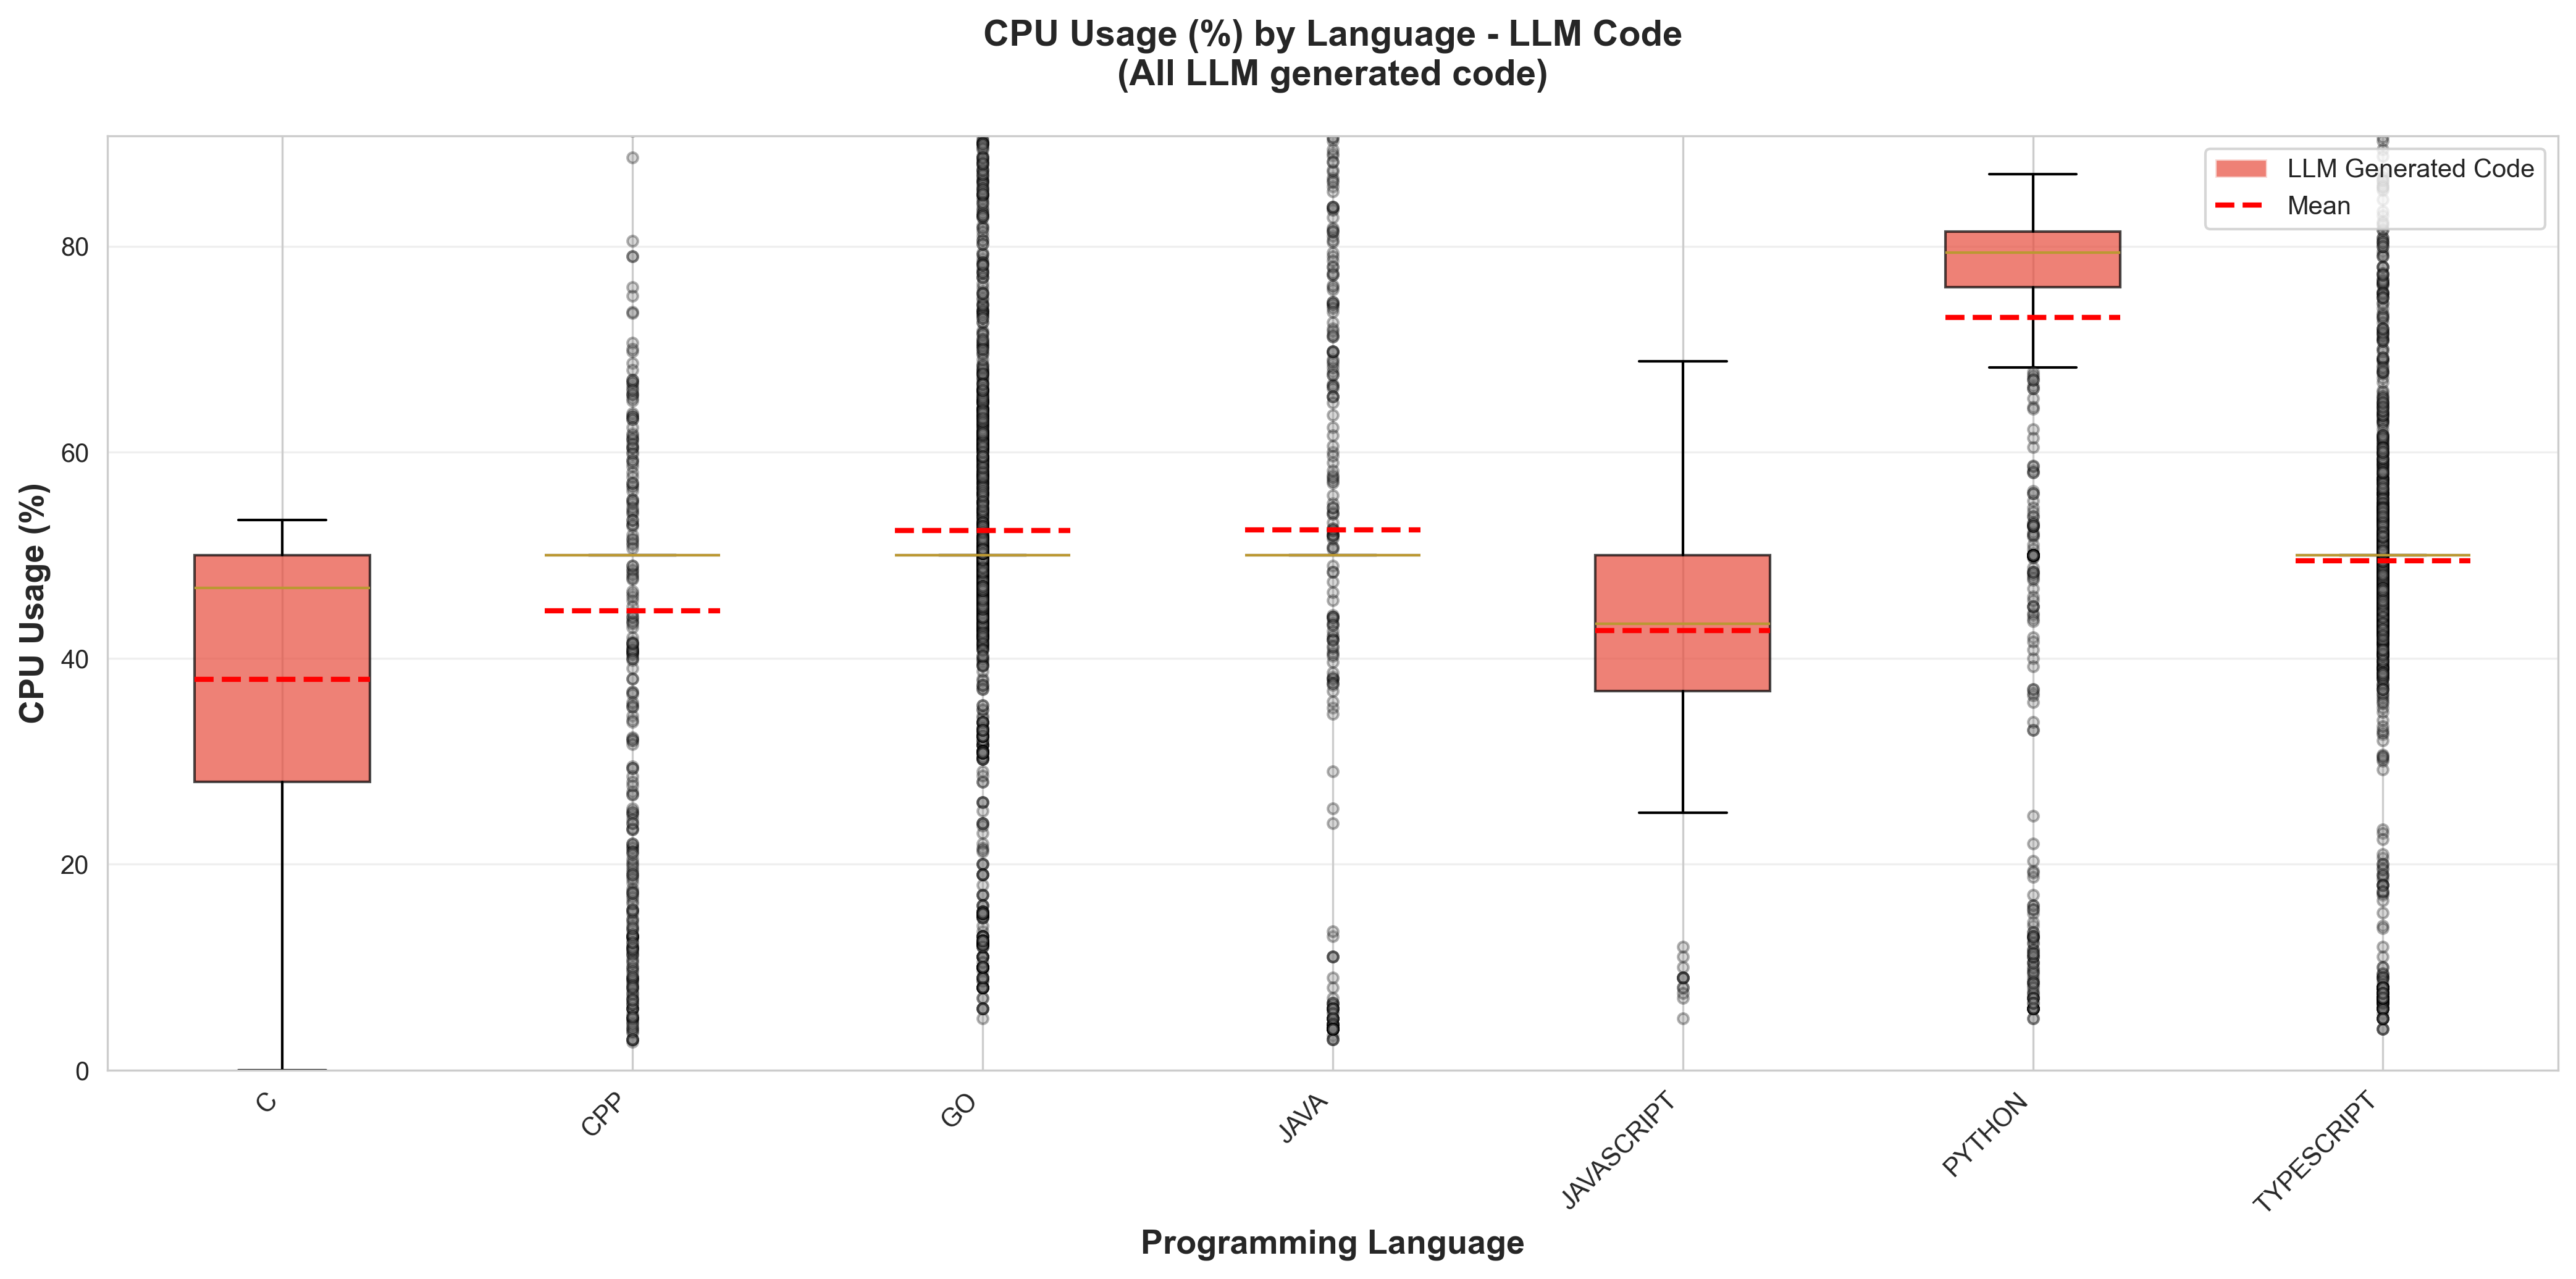 CPU Usage (%) by Language - LLM Code
(All LLM generated code)
LLM Generated Code
Mean
CPU Usage (%)
80
60
40
20
0
C
CPP
GO
JAVA
JAVASCRIPT
PYTHON
TYPESCRIPT
Programming Language